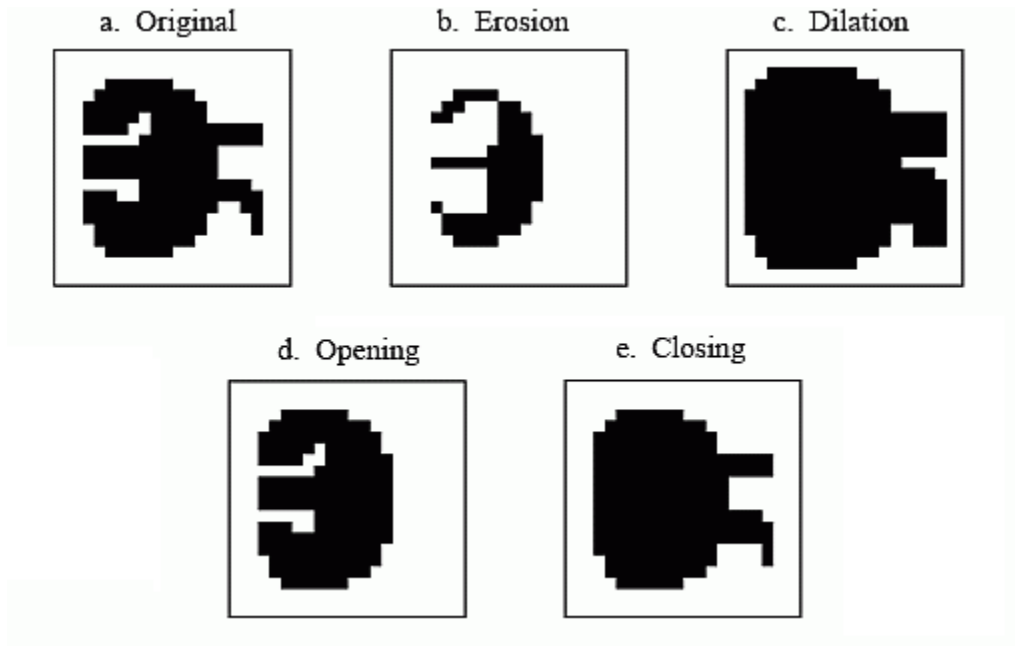 a. Original
b. Erosion
c. Dilation
d. Opening
e. Closing